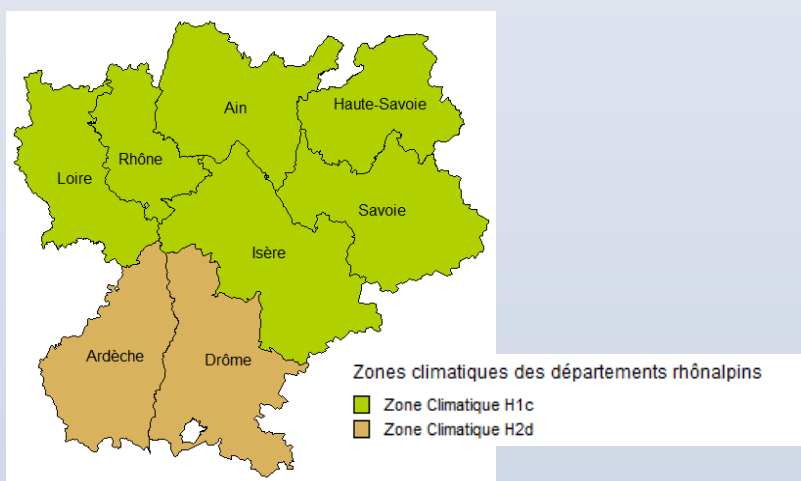 Ain
Haute-Savoie
Rhône
Loire
Savoie
Isère
Ardèche
Drôme
Zones climatiques des départements rhônalpins
Zone Climatique H1c
Zone Climatique H2d